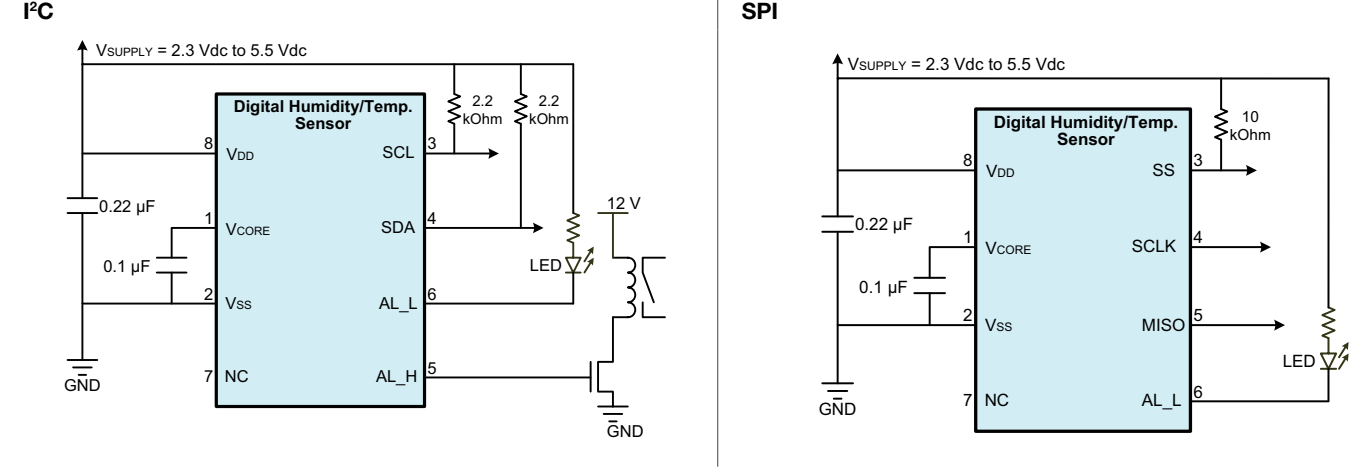 I²C
VSUPPLY = 2.3 Vdc to 5.5 Vdc
Digital Humidity/Temp.
Sensor
2.2
kOhm
2.2
kOhm
8
VDD
SCL
3
0.22 µF
1
VCORE
SDA
4
12 V
0.1 µF
LED
2
VSS
AL_L
6
7
NC
AL_H
5
GND
GND
SPI
VSUPPLY = 2.3 Vdc to 5.5 Vdc
Digital Humidity/Temp.
Sensor
10
kOhm
8
VDD
SS
3
0.22 µF
1
VCORE
SCLK
4
0.1 µF
2
VSS
MISO
5
LED
7
NC
AL_L
6
GND